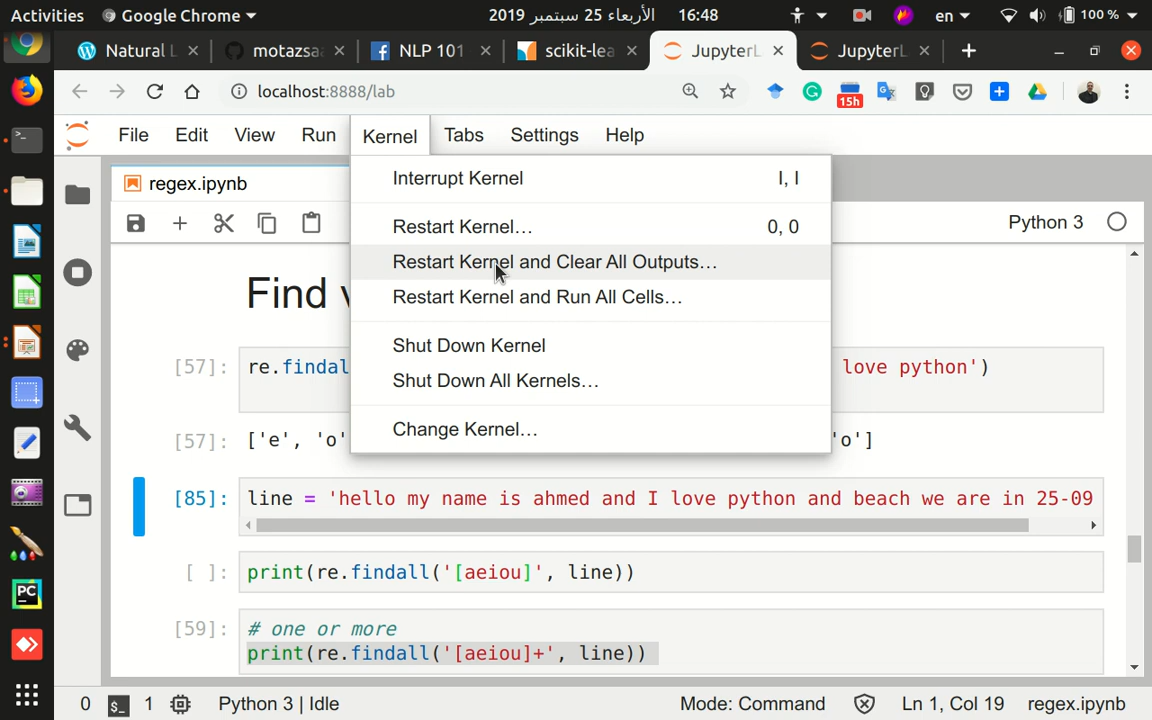 Activities Google Chrome الأربعاء 25 سبتمبر 2019 16:48 en 100 %
Natural L motazsaa NLP 101 scikit-lea JupyterL JupyterL
localhost:8888/lab 15h
File Edit View Run Kernel Tabs Settings Help
Interrupt Kernel I, I
regex.ipynb
Restart Kernel… 0, 0
Python 3
Restart Kernel and Clear All Outputs…
Restart Kernel and Run All Cells…
Find
Shut Down Kernel
[57]: re.findal love python')
Shut Down All Kernels…
Change Kernel…
[57]: ['e', 'o' 'o']
[85]: line = 'hello my name is ahmed and I love python and beach we are in 25-09
[ ]: print(re.findall('[aeiou]', line))
PC
[59]: # one or more
print(re.findall('[aeiou]+', line))
0 $_ 1 Python 3 | Idle Mode: Command Ln 1, Col 19 regex.ipynb